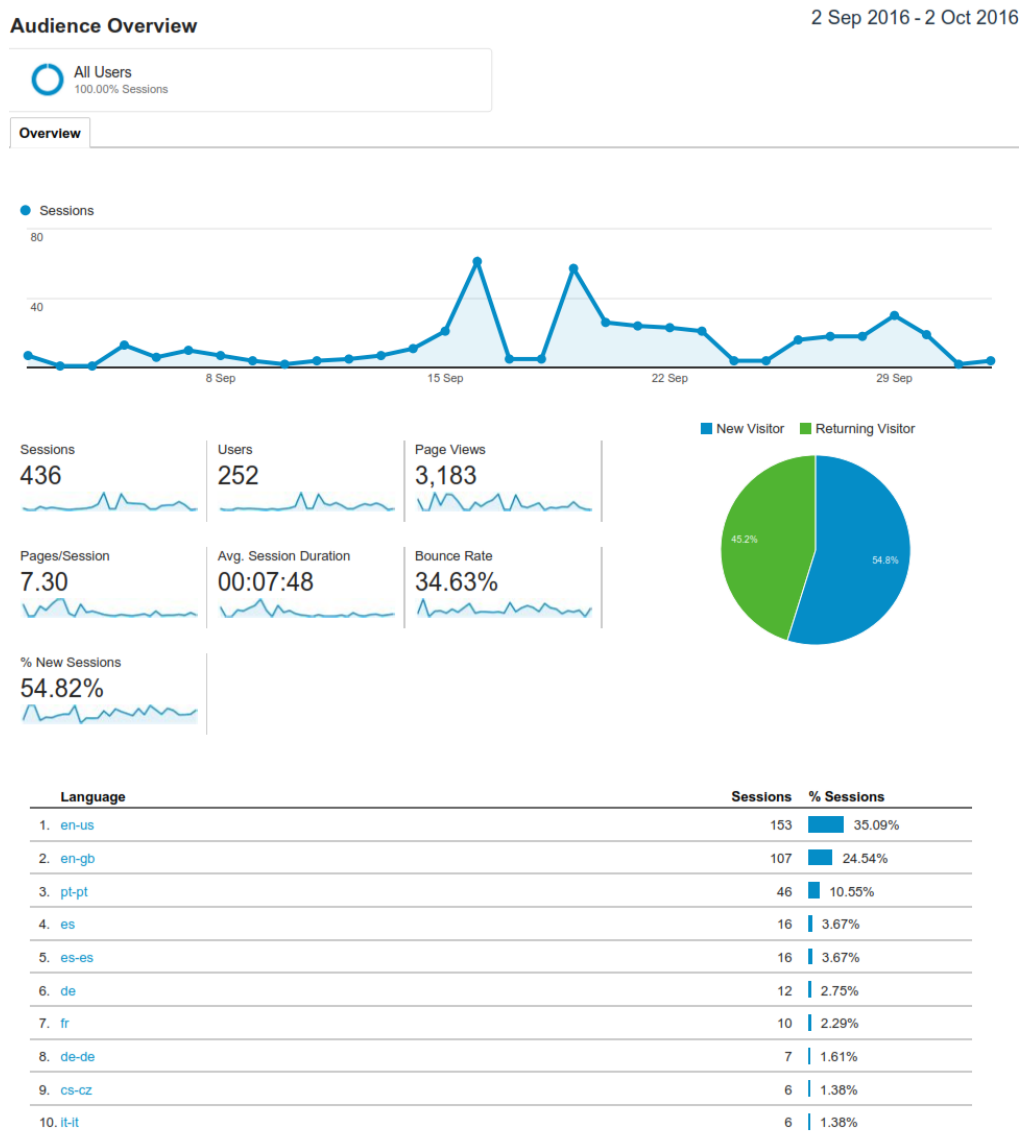 Audience Overview
2 Sep 2016 - 2 Oct 2016
All Users
100.00% Sessions
Overview
Sessions
80
40
8 Sep 15 Sep 22 Sep 29 Sep
New Visitor Returning Visitor
Sessions
436
Users
252
Page Views
3,183
Pages/Session
7.30
Avg. Session Duration
00:07:48
Bounce Rate
34.63%
% New Sessions
54.82%
45.2%
54.8%
Language Sessions % Sessions
1. en-us 153 35.09%
2. en-gb 107 24.54%
3. pt-pt 46 10.55%
4. es 16 3.67%
5. es-es 16 3.67%
6. de 12 2.75%
7. fr 10 2.29%
8. de-de 7 1.61%
9. cs-cz 6 1.38%
10. it-it 6 1.38%